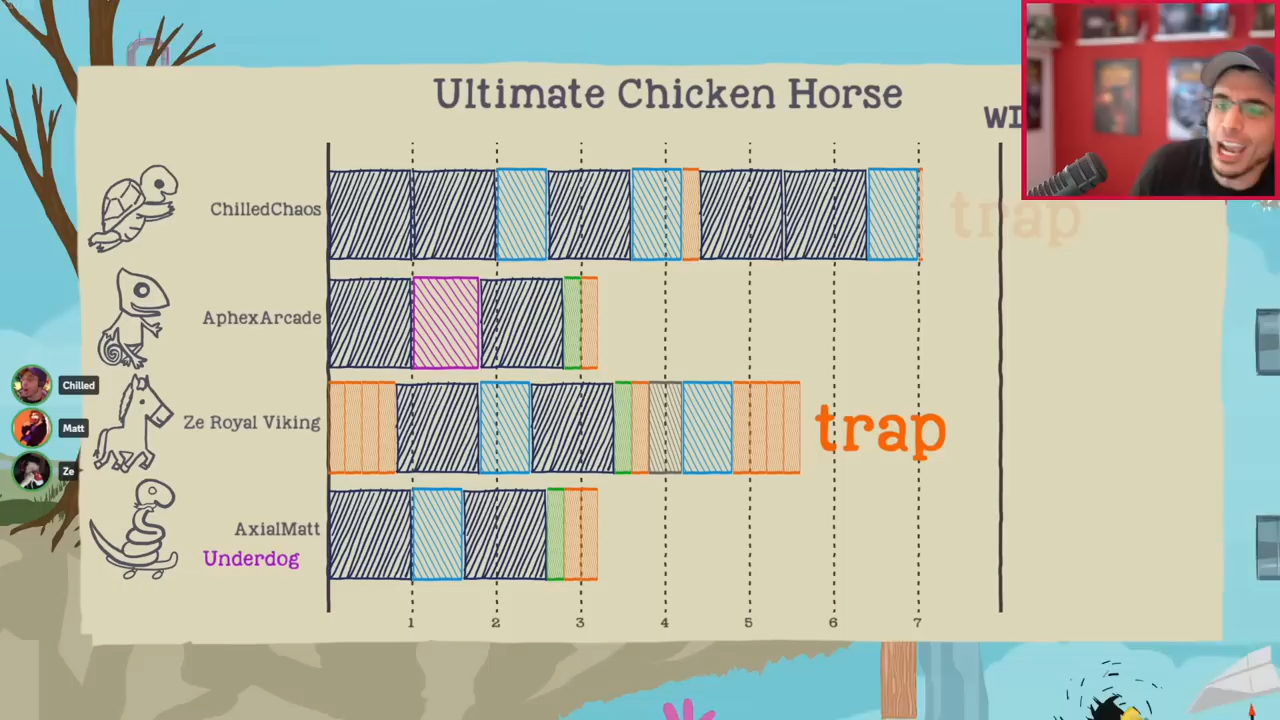 Ultimate Chicken Horse
WI
ChilledChaos
trap
AphexArcade
Chilled
Matt
Ze Royal Viking
trap
Ze
AxialMatt
Underdog
1 2 3 4 5 6 7